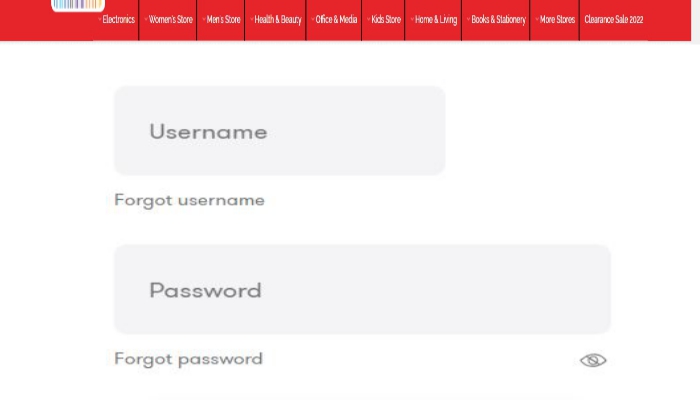 Electronics Women's Store Men's Store Health & Beauty Office & Media Kids Store Home & Living Books & Stationery More Stores Clearance Sale 2022
Username
Forgot username
Password
Forgot password